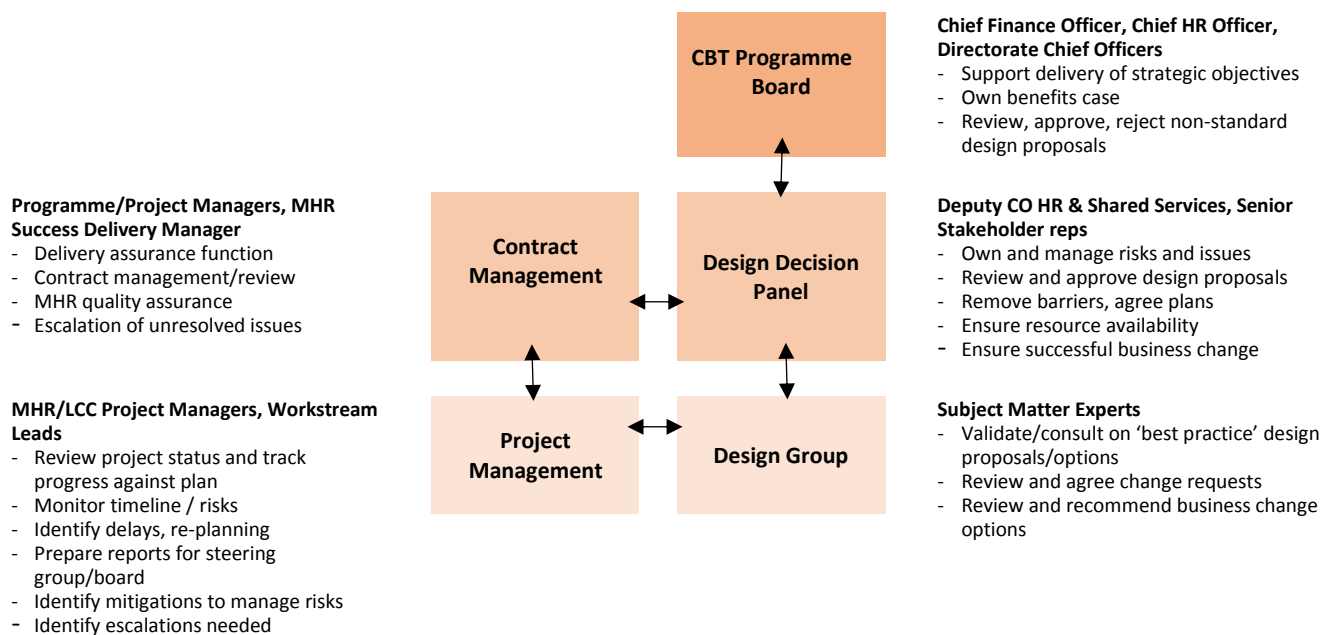 CBT Programme
Board
Chief Finance Officer, Chief HR Officer,
Directorate Chief Officers
- Support delivery of strategic objectives
- Own benefits case
- Review, approve, reject non-standard
design proposals
Programme/Project Managers, MHR
Success Delivery Manager
- Delivery assurance function
- Contract management/review
- MHR quality assurance
- Escalation of unresolved issues
Contract
Management
Design Decision
Panel
Deputy CO HR & Shared Services, Senior
Stakeholder reps
- Own and manage risks and issues
- Review and approve design proposals
- Remove barriers, agree plans
- Ensure resource availability
- Ensure successful business change
MHR/LCC Project Managers, Workstream
Leads
- Review project status and track
progress against plan
- Monitor timeline / risks
- Identify delays, re-planning
- Prepare reports for steering
group/board
- Identify mitigations to manage risks
- Identify escalations needed
Project
Management
Design Group
Subject Matter Experts
- Validate/consult on ‘best practice’ design
proposals/options
- Review and agree change requests
- Review and recommend business change
options